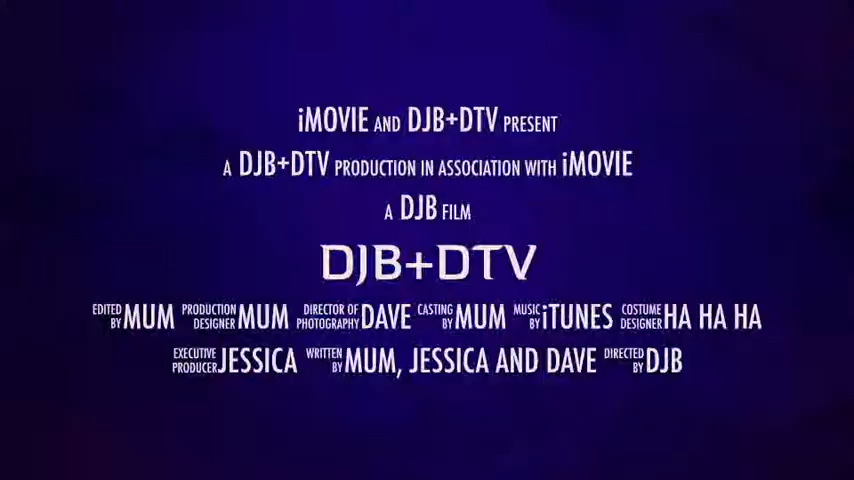 iMOVIE AND DJB+DTV PRESENT
A DJB+DTV PRODUCTION IN ASSOCIATION WITH iMOVIE
A DJB FILM
DJB+DTV
EDITED BY MUM PRODUCTION DESIGNER MUM DIRECTOR OF PHOTOGRAPHY DAVE CASTING BY MUM MUSIC BY iTUNES COSTUME DESIGNER HA HA HA
EXECUTIVE PRODUCER JESSICA WRITTEN BY MUM, JESSICA AND DAVE DIRECTED BY DJB